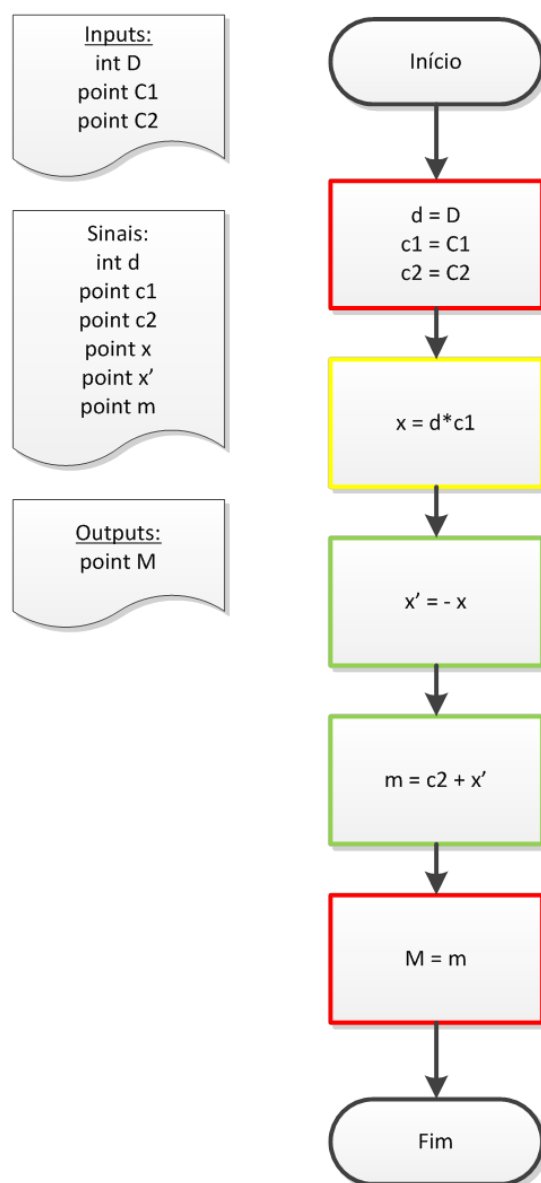 Inputs:
int D
point C1
point C2
Sinais:
int d
point c1
point c2
point x
point x’
point m
Outputs:
point M
Início
d = D
c1 = C1
c2 = C2
x = d*c1
x’ = - x
m = c2 + x’
M = m
Fim